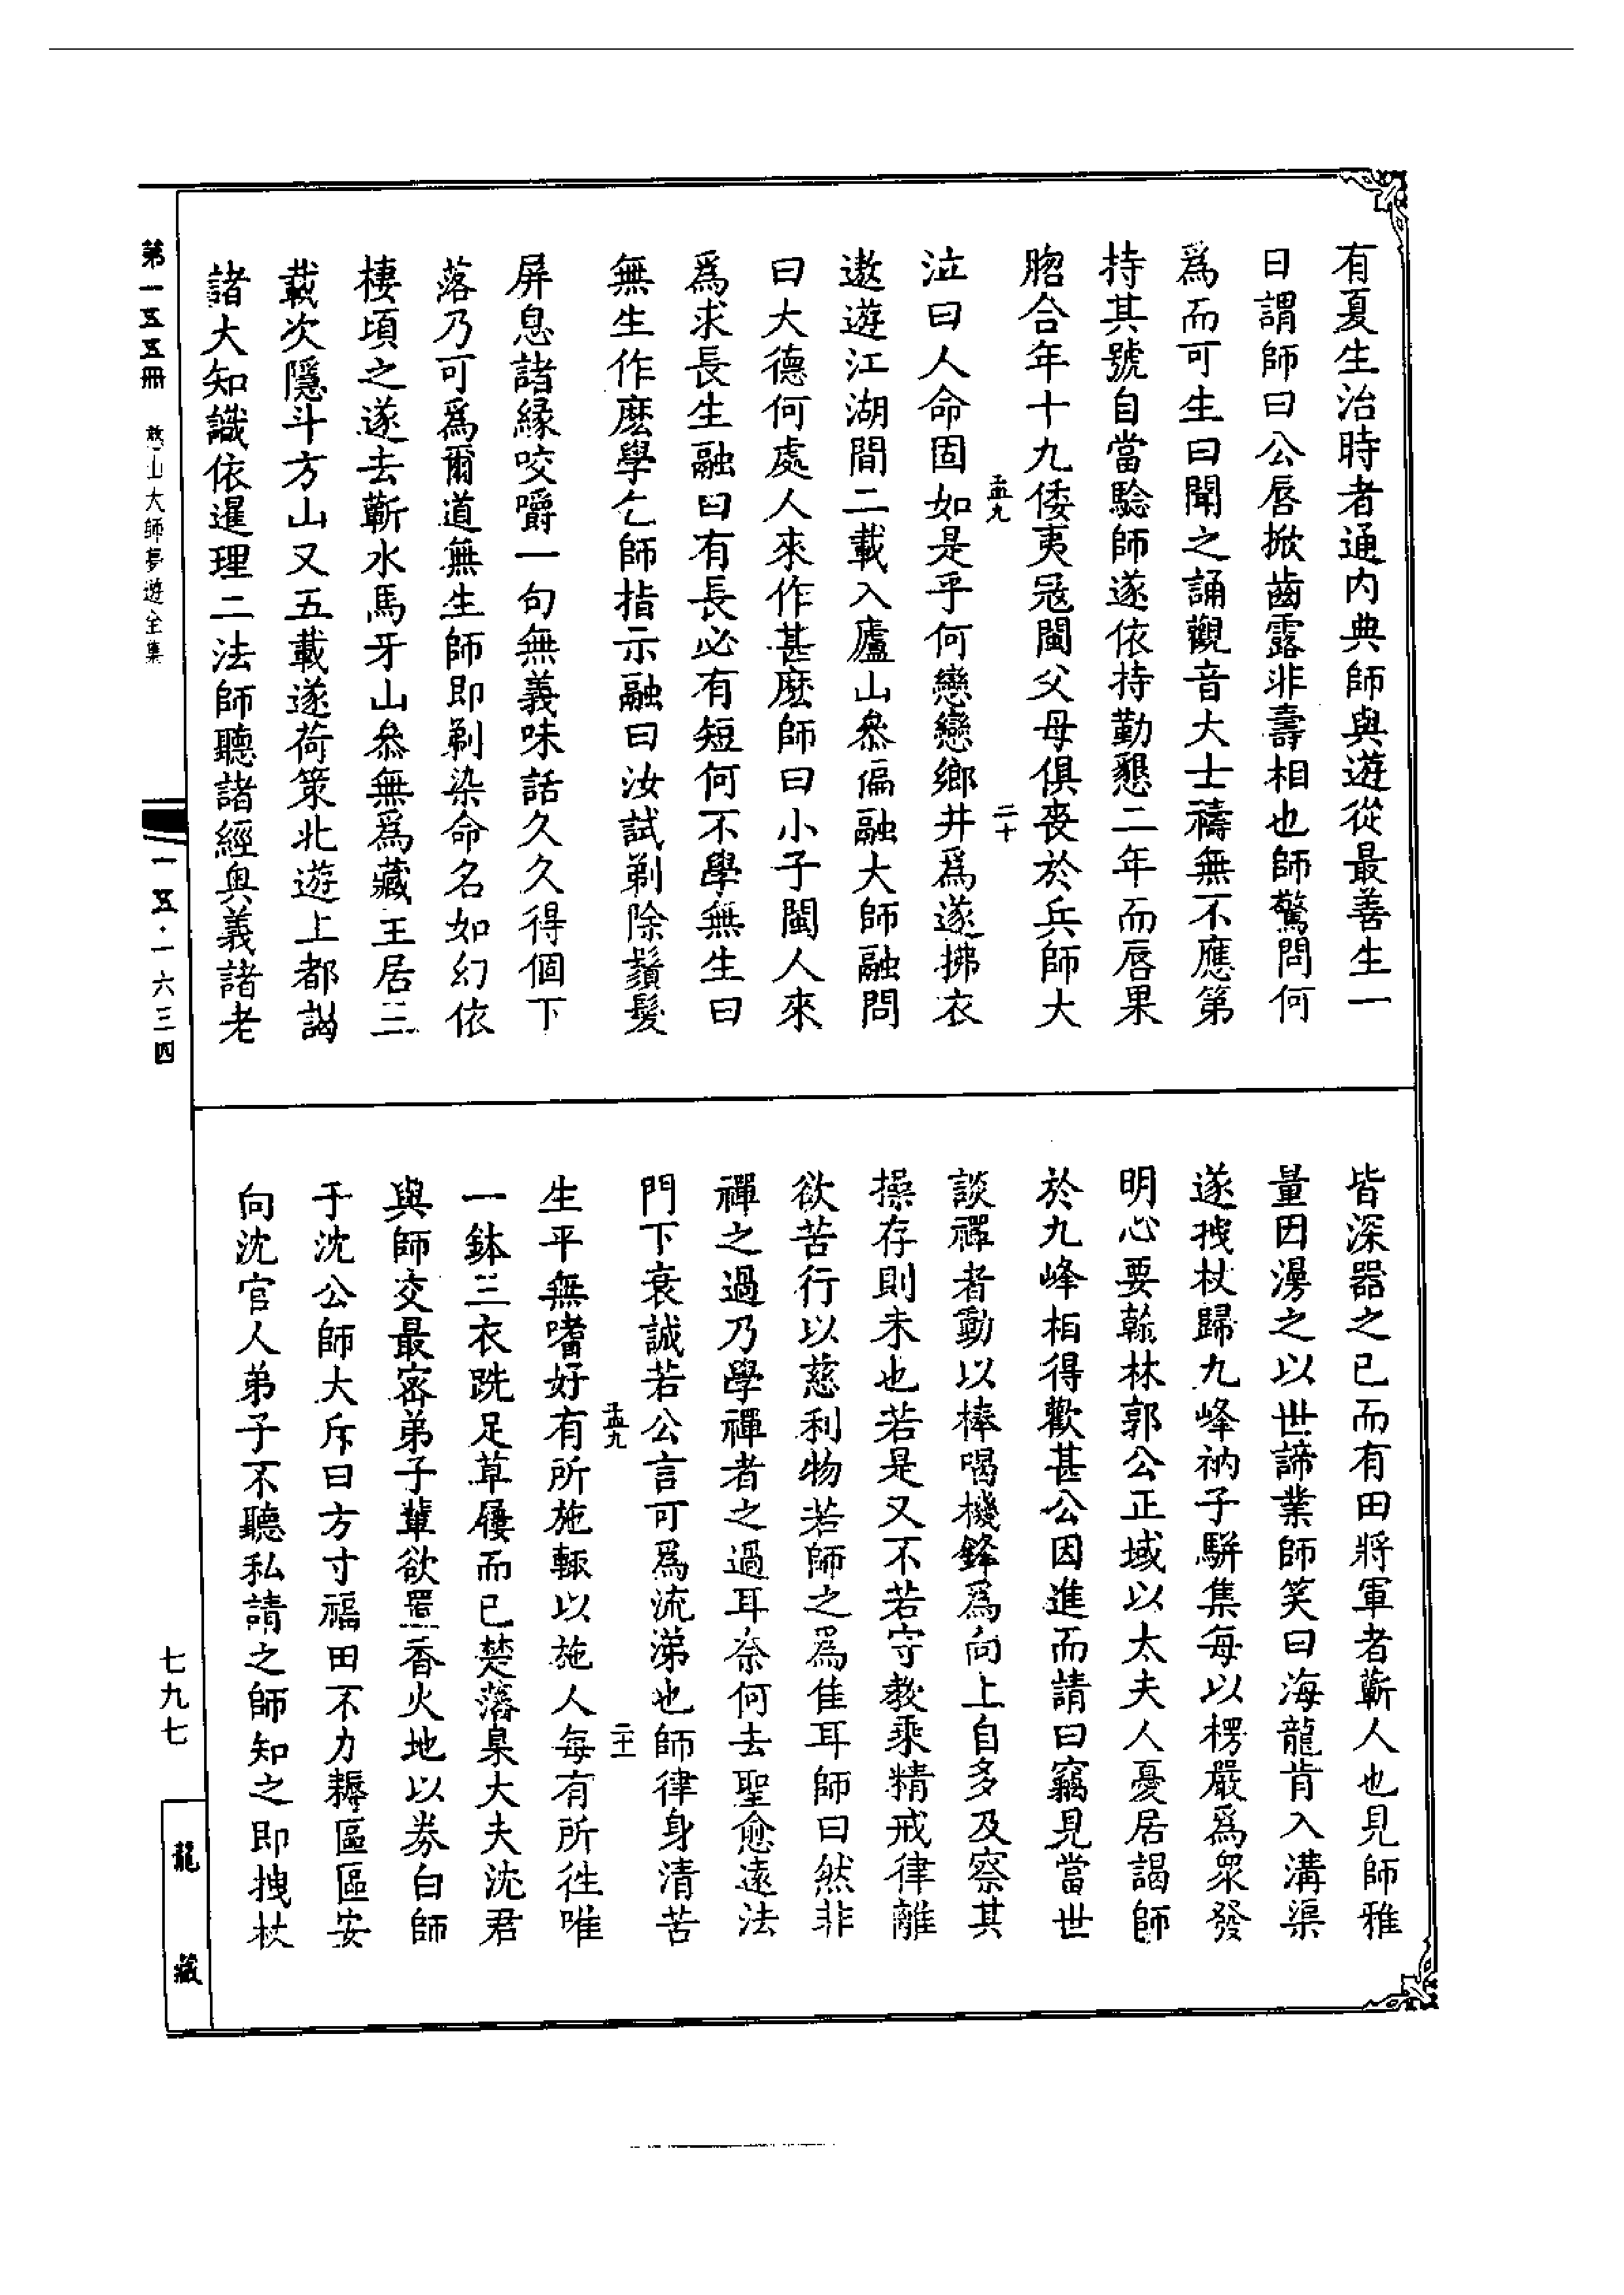 有夏生治時者通内典師與遊從最善生一
日謂師曰公唇掀齒露非壽相也師驚問何
爲而可生曰聞之誦觀音大士禱無不應第
持其號自當騐師遂依持勤懇二年而唇果
胳合年十九倭夷寇閩父母俱丧於兵師大
泣曰人命固如是乎何戀戀鄉井爲遂拂衣
遨遊江湖間二載入廬山叅徧融大師融問
曰大德何處人來作甚麽師曰小子閩人來
爲求長生融曰有長必有短何不學無生曰
無生作麽學乞師指示融曰汝試剃除鬚髮
屏息諸緣咬嚼一句無義味話久久得個下
落乃可爲爾道無生師即剃染命名如幻依
棲頃之遂去蘄水馬牙山叅無爲藏主居三
載次隱斗方山又五載遂荷策北遊上都謁
諸大知識依暹理二法師聽諸經奥義諸老
孟九
二十
皆深器之已而有田將軍者蘄人也見師雅
量因漫之以世諦業師笑曰海龍肯入溝渠
遂拽杖歸九峰衲子駢集每以楞嚴爲衆發
明心要翰林郭公正域以太夫人憂居謁師
於九峰相得歡甚公因進而請曰竊見當世
談禪者動以棒喝機鋒爲向上自多及察其
操存則未也若是又不若守教乘精戒律離
欲苦行以慈利物若師之爲隹耳師曰然非
禪之過乃學禪者之過耳奈何去聖愈遠法
門下衰誠若公言可爲流涕也師律身清苦
生平無嗜好有所施輙以施人每有所徃唯
一鉢三衣跣足草屨而已楚藩臬大夫沈君
與師交最密弟子輩欲置香火地以券白師
于沈公師大斥曰方寸福田不力耨區區安
向沈官人弟子不聽私請之師知之即拽杖
孟九
二十一
第一五五冊
憨山大師夢遊全集
一五·一六三四
七九七
龍藏